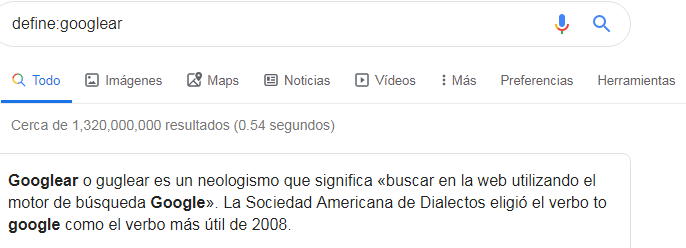 define:googlear
Todo Imágenes Maps Noticias Vídeos Más Preferencias Herramientas
Cerca de 1,320,000,000 resultados (0.54 segundos)
Googlear o guglear es un neologismo que significa «buscar en la web utilizando el
motor de búsqueda Google». La Sociedad Americana de Dialectos eligió el verbo to
google como el verbo más útil de 2008.